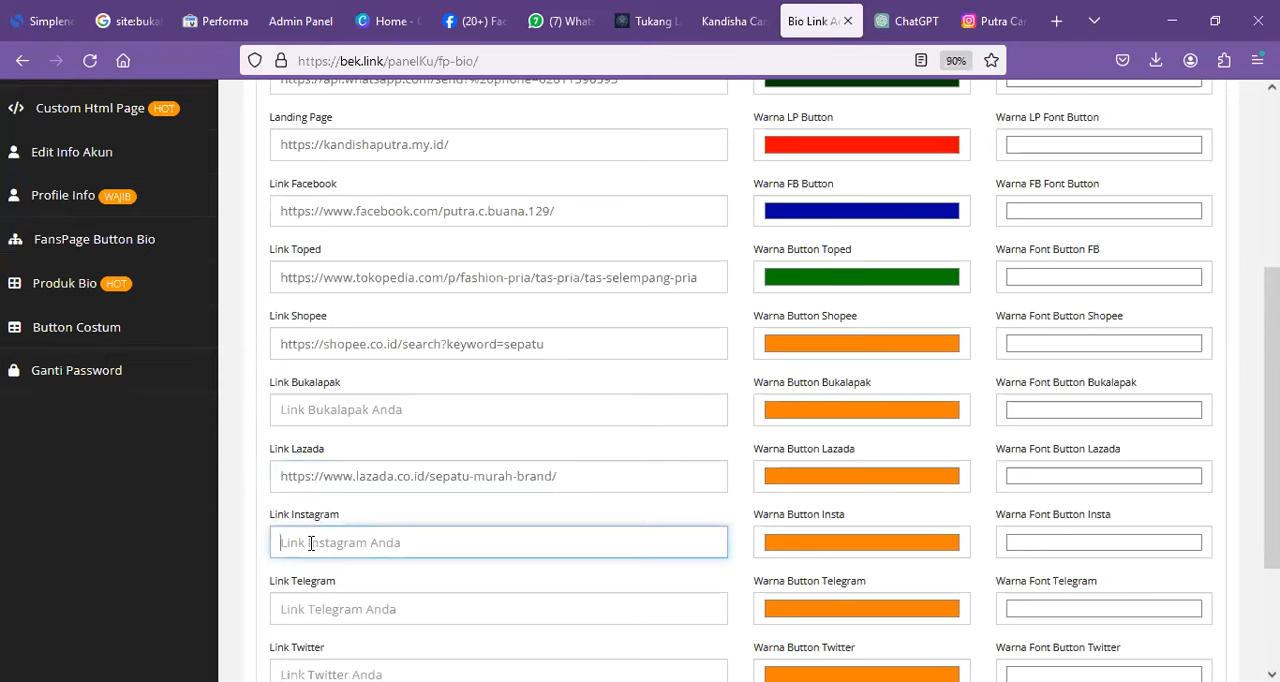 Simplenc
site:buka
Performa
Admin Panel
Home -
(20+) Fac
(7) Whats
Tukang L
Kandisha Car
Bio Link A
ChatGPT
Putra Car
https://bek.link/panelKu/fp-bio/
90%
Custom Html Page HOT
Edit Info Akun
Profile Info WAJIB
FansPage Button Bio
Produk Bio HOT
Button Costum
Ganti Password
Landing Page
Warna LP Button
Warna LP Font Button
https://kandishaputra.my.id/
Link Facebook
Warna FB Button
Warna FB Font Button
https://www.facebook.com/putra.c.buana.129/
Link Toped
Warna Button Toped
Warna Font Button FB
https://www.tokopedia.com/p/fashion-pria/tas-pria/tas-selempang-pria
Link Shopee
Warna Button Shopee
Warna Font Button Shopee
https://shopee.co.id/search?keyword=sepatu
Link Bukalapak
Warna Button Bukalapak
Warna Font Button Bukalapak
Link Bukalapak Anda
Link Lazada
Warna Button Lazada
Warna Font Button Lazada
https://www.lazada.co.id/sepatu-murah-brand/
Link Instagram
Warna Button Insta
Warna Font Button Insta
Link Instagram Anda
Link Telegram
Warna Button Telegram
Warna Font Telegram
Link Telegram Anda
Link Twitter
Warna Button Twitter
Warna Font Button Twitter
Link Twitter Anda